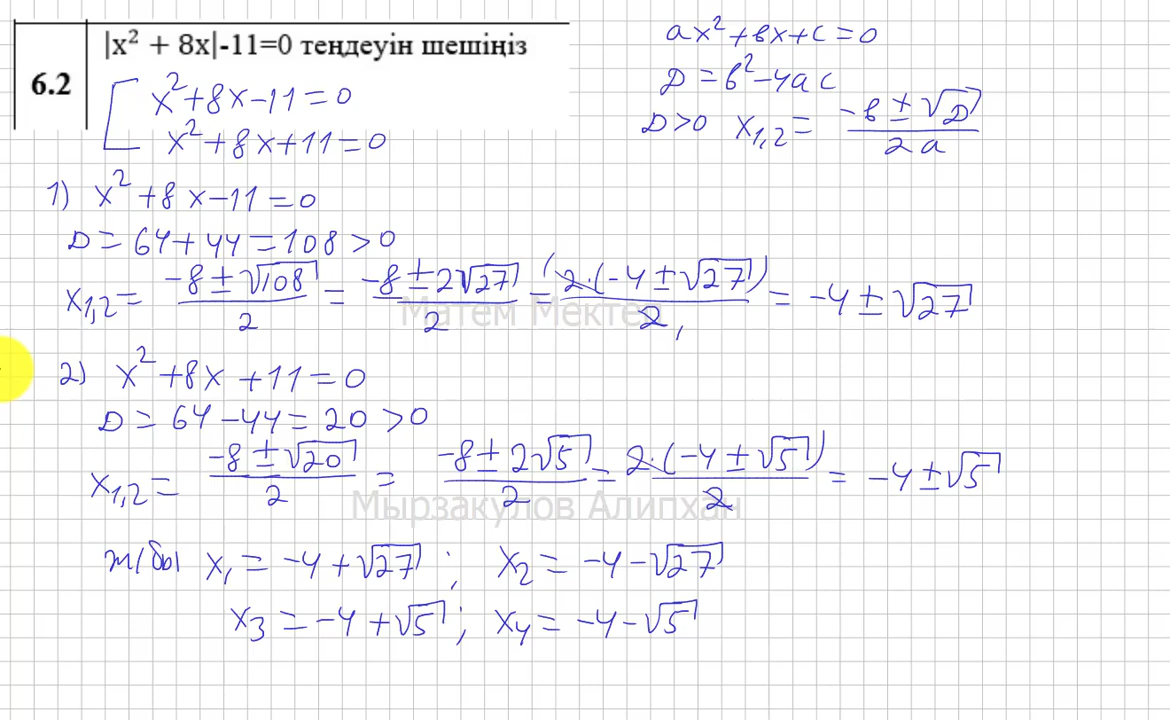 6.2
|x² + 8x|-11=0 теңдеуін шешіңіз
x²+8x-11=0
x²+8x+11=0
ax²+bx+c=0
D=b²-4ac
D>0 x₁,₂= (-b±√D)/2a
1) x²+8x-11=0
D=64+44=108>0
x₁,₂= (-8±√108)/2 = (-8±2√27)/2 = (2·(-4±√27))/2 = -4±√27
Матем Мектеп
2) x²+8x+11=0
D=64-44=20>0
x₁,₂= (-8±√20)/2 = (-8±2√5)/2 = (2·(-4±√5))/2 = -4±√5
Мырзакулов Алипхан
ж/бы x₁=-4+√27; x₂=-4-√27
x₃=-4+√5; x₄=-4-√5